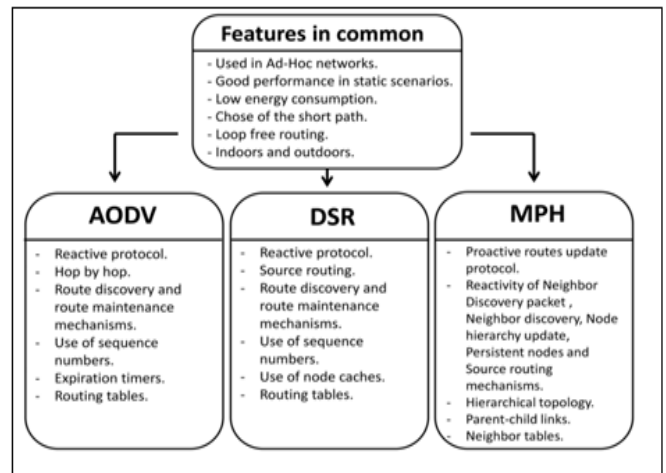 Features in common
- Used in Ad-Hoc networks.
- Good performance in static scenarios.
- Low energy consumption.
- Chose of the short path.
- Loop free routing.
- Indoors and outdoors.
AODV
- Reactive protocol.
- Hop by hop.
- Route discovery and
route maintenance
mechanisms.
- Use of sequence
numbers.
- Expiration timers.
- Routing tables.
DSR
- Reactive protocol.
- Source routing.
- Route discovery and
route maintenance
mechanisms.
- Use of sequence
numbers.
- Use of node caches.
- Routing tables.
MPH
- Proactive routes update
protocol.
- Reactivity of Neighbor
Discovery packet ,
Neighbor discovery, Node
hierarchy update,
Persistent nodes and
Source routing
mechanisms.
- Hierarchical topology.
- Parent-child links.
- Neighbor tables.